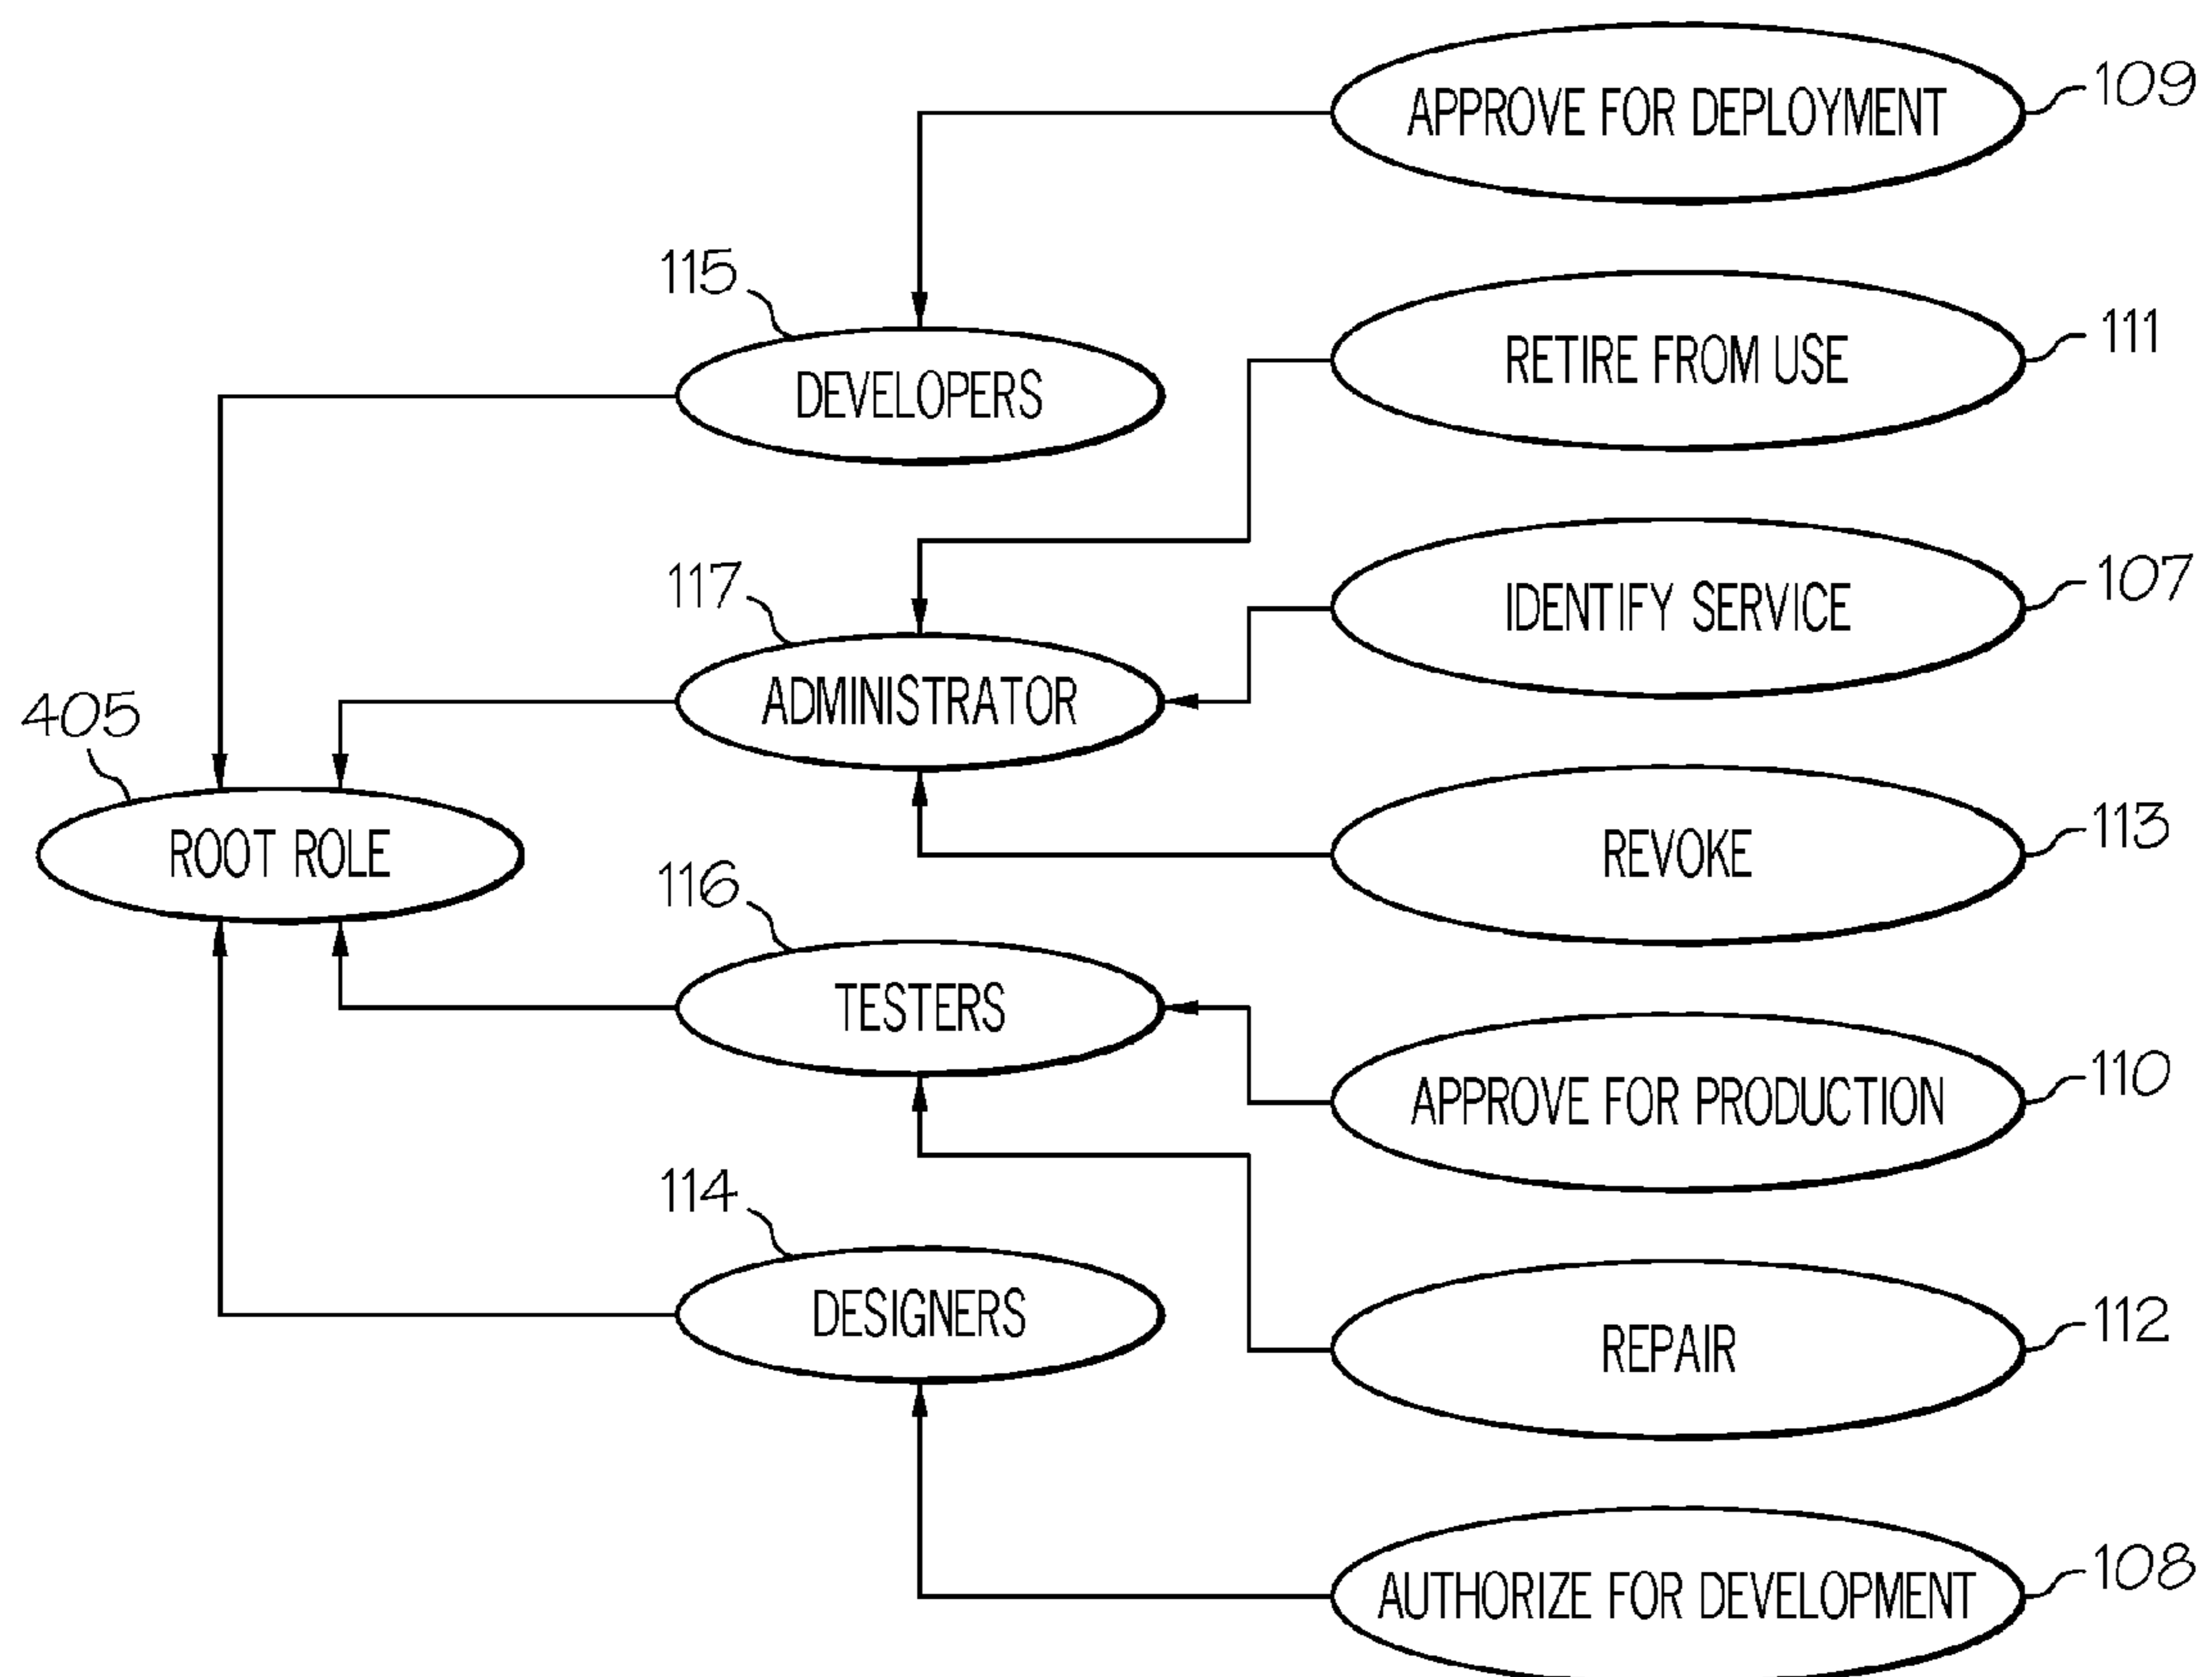 APPROVE FOR DEPLOYMENT
109
115
DEVELOPERS
RETIRE FROM USE
111
117
ADMINISTRATOR
IDENTIFY SERVICE
107
405
ROOT ROLE
REVOKE
113
116
TESTERS
APPROVE FOR PRODUCTION
110
114
DESIGNERS
REPAIR
112
AUTHORIZE FOR DEVELOPMENT
108